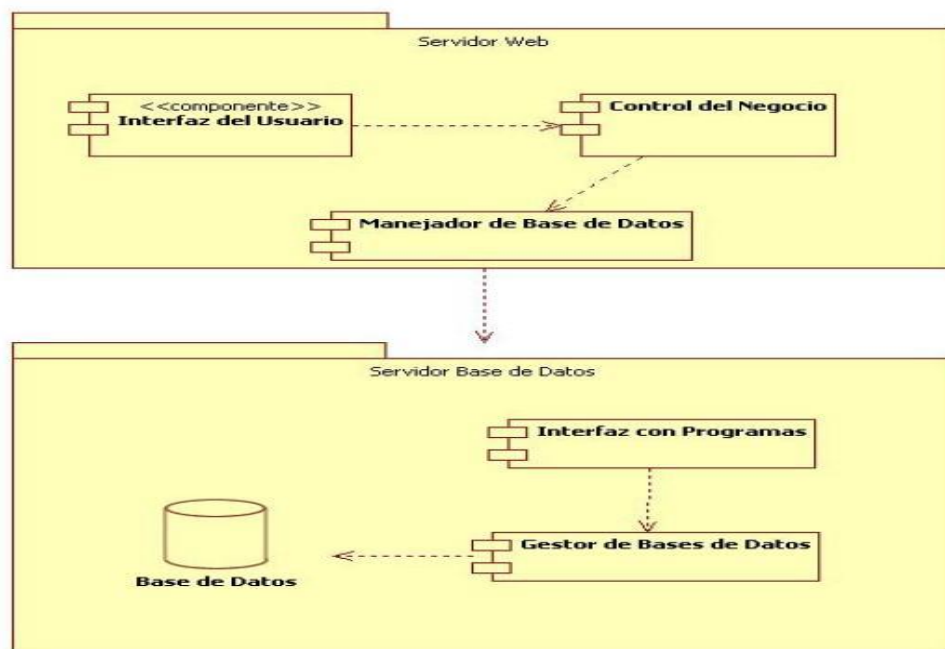 Servidor Web
<<componente>>
Interfaz del Usuario
Control del Negocio
Manejador de Base de Datos
Servidor Base de Datos
Interfaz con Programas
Gestor de Bases de Datos
Base de Datos